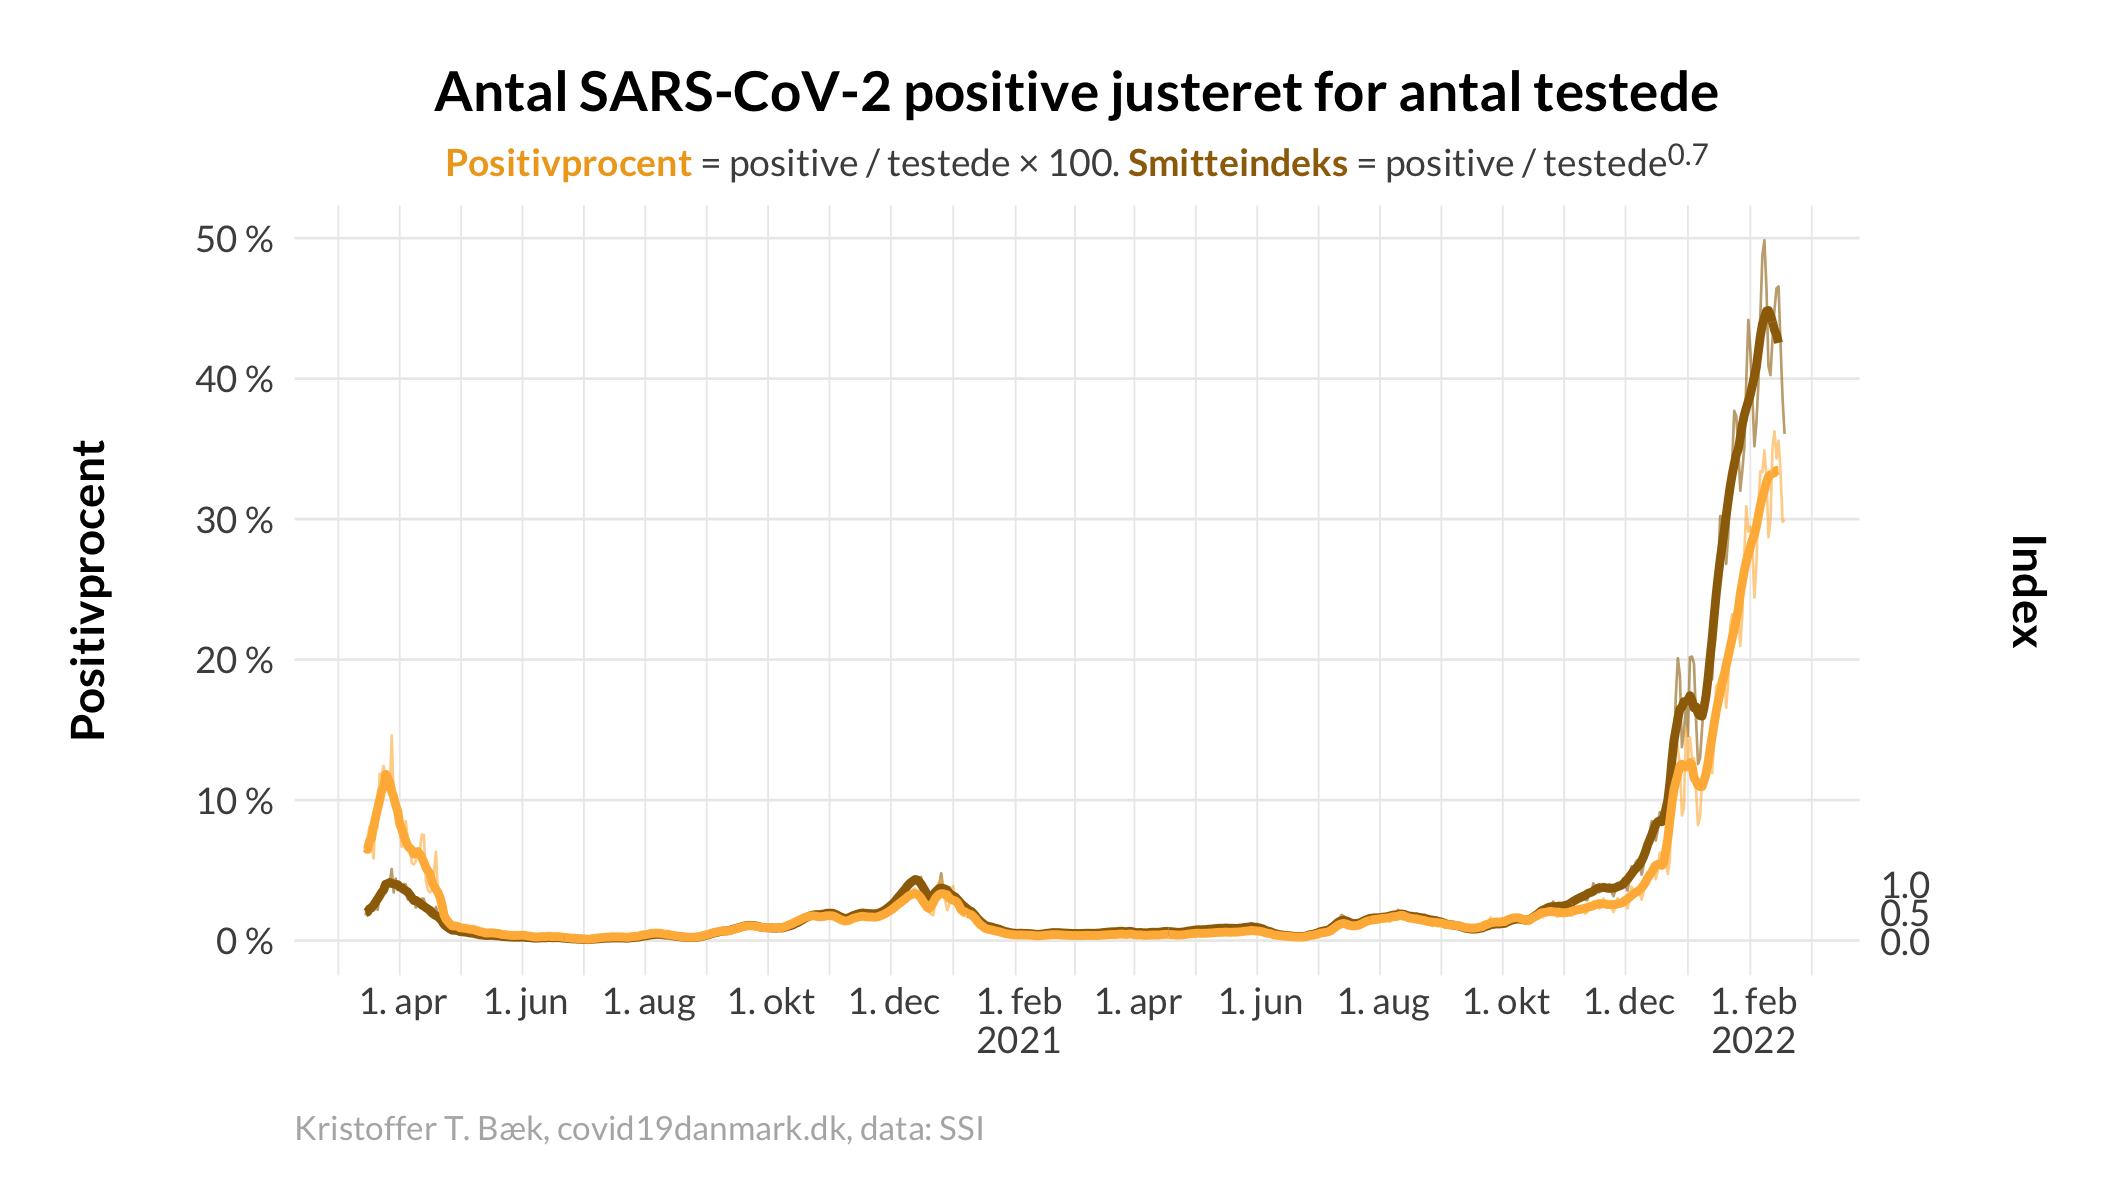 Antal SARS-CoV-2 positive justeret for antal testede
Positivprocent = positive / testede × 100. Smitteindeks = positive / testede^0.7
Positivprocent
50 %
40 %
30 %
20 %
10 %
0 %
Index
1.0
0.5
0.0
1. apr 1. jun 1. aug 1. okt 1. dec 1. feb 1. apr 1. jun 1. aug 1. okt 1. dec 1. feb
2021 2022
Kristoffer T. Bæk, covid19danmark.dk, data: SSI